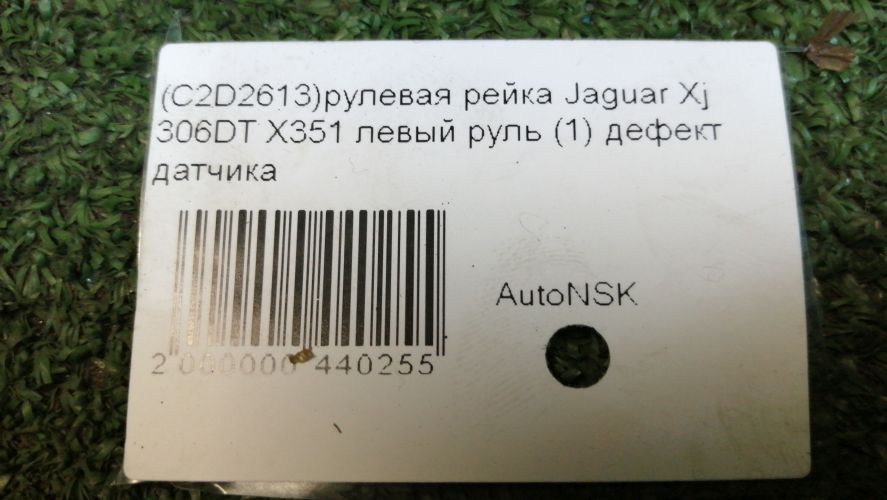 (C2D2613)рулевая рейка Jaguar Xj
306DT X351 левый руль (1) дефект
датчика
AutoNSK
2 000000 440255